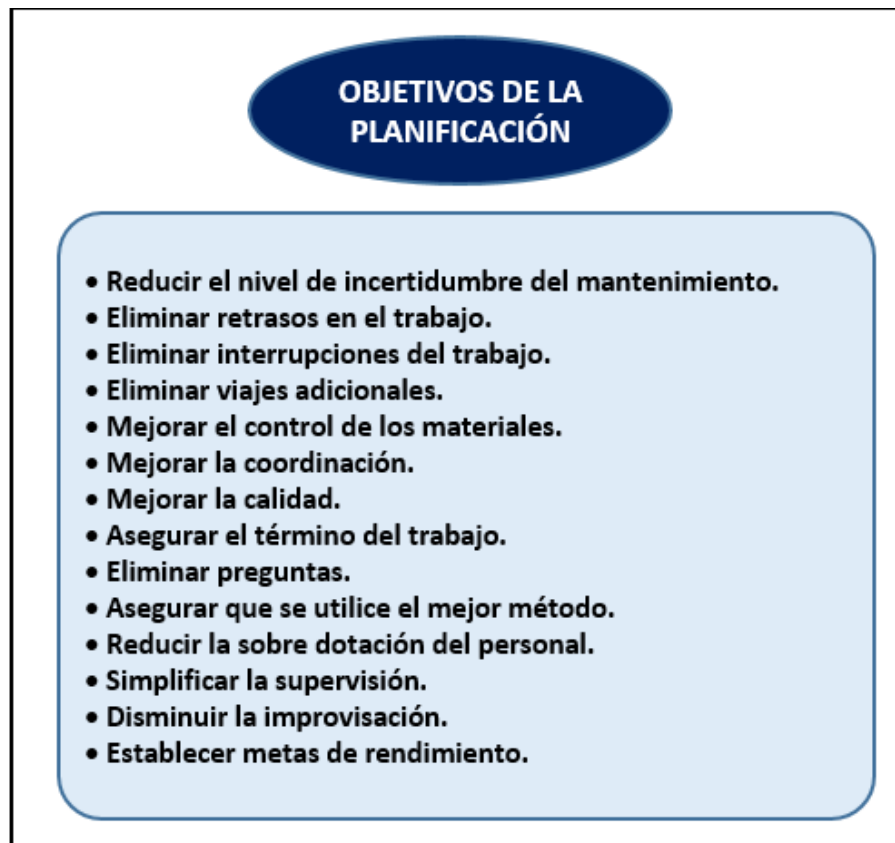 OBJETIVOS DE LA
PLANIFICACIÓN
• Reducir el nivel de incertidumbre del mantenimiento.
• Eliminar retrasos en el trabajo.
• Eliminar interrupciones del trabajo.
• Eliminar viajes adicionales.
• Mejorar el control de los materiales.
• Mejorar la coordinación.
• Mejorar la calidad.
• Asegurar el término del trabajo.
• Eliminar preguntas.
• Asegurar que se utilice el mejor método.
• Reducir la sobre dotación del personal.
• Simplificar la supervisión.
• Disminuir la improvisación.
• Establecer metas de rendimiento.